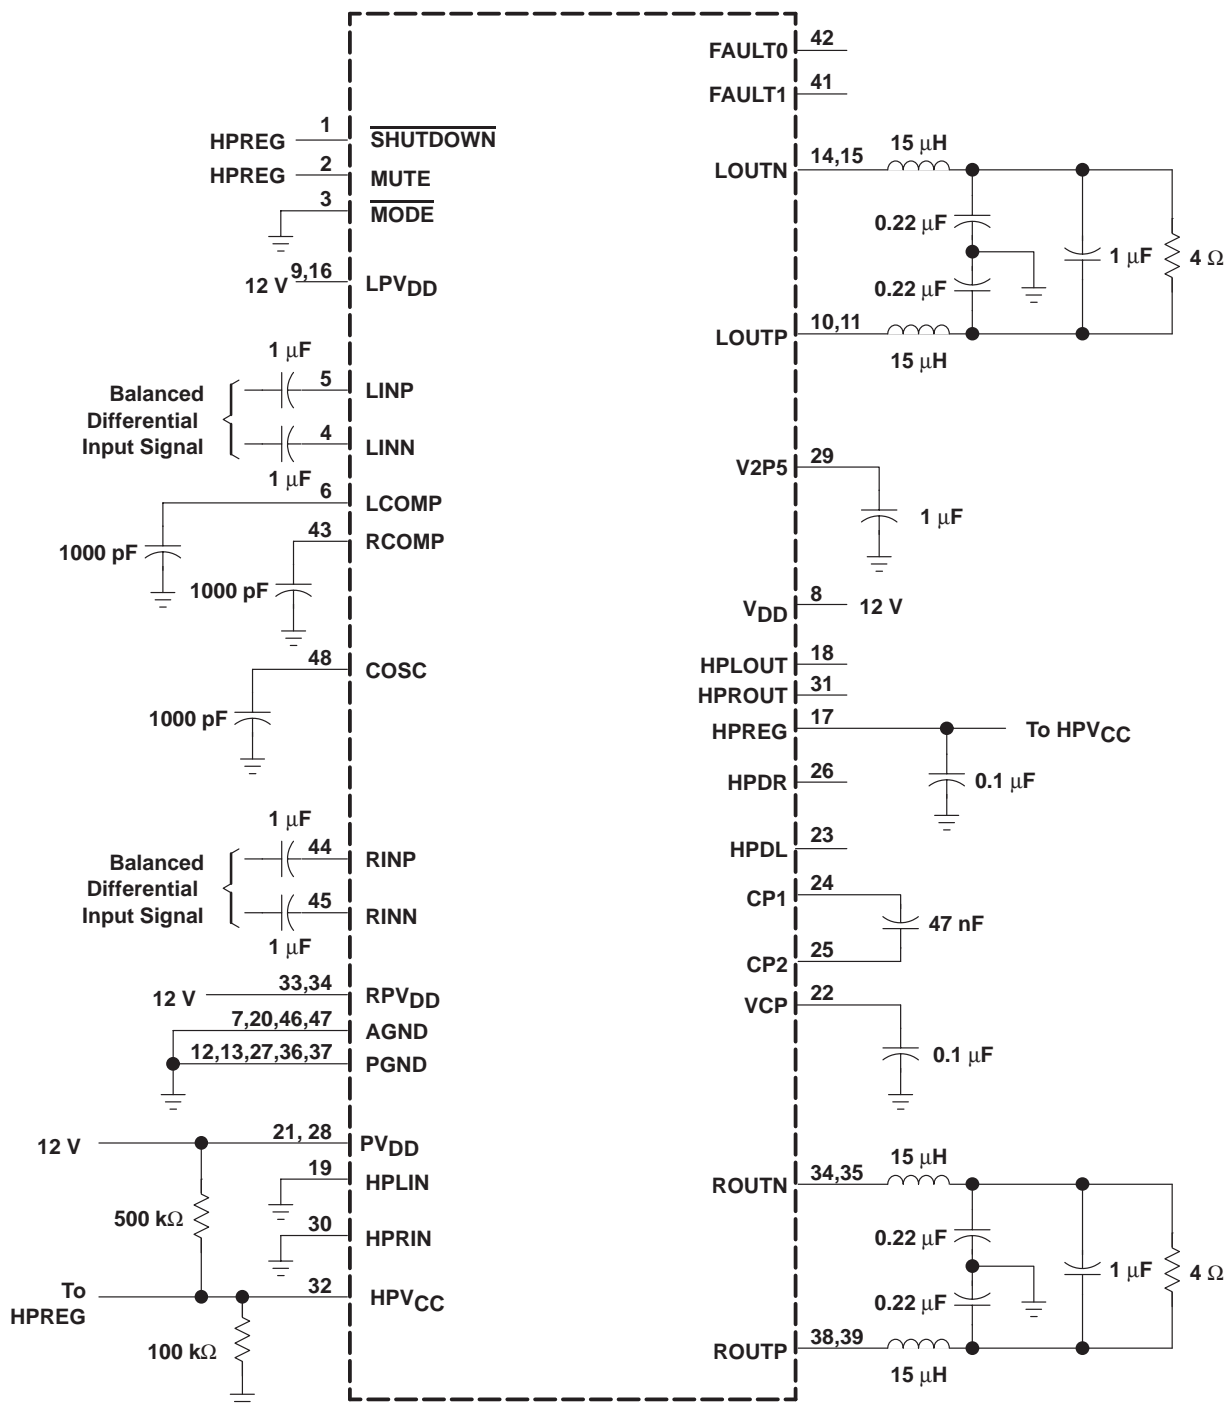 FAULT0 42
FAULT1 41
HPREG 1 SHUTDOWN
HPREG 2 MUTE
3 MODE
12 V 9,16 LPVDD
LOUTN 14,15 15 μH
0.22 μF
0.22 μF
1 μF 4 Ω
LOUTP 10,11 15 μH
Balanced
Differential
Input Signal
1 μF
5 LINP
4 LINN
1 μF
6 LCOMP
1000 pF
43 RCOMP
1000 pF
V2P5 29
1 μF
VDD 8 12 V
48 COSC
1000 pF
HPLOUT 18
HPROUT 31
HPREG 17 To HPVCC
0.1 μF
HPDR 26
HPDL 23
Balanced
Differential
Input Signal
1 μF
44 RINP
45 RINN
1 μF
CP1 24
47 nF
CP2 25
VCP 22
0.1 μF
12 V 33,34 RPVDD
7,20,46,47 AGND
12,13,27,36,37 PGND
12 V 21, 28 PVDD
19 HPLIN
500 kΩ
30 HPRIN
To
HPREG
32 HPVCC
100 kΩ
ROUTN 34,35 15 μH
0.22 μF
0.22 μF
1 μF 4 Ω
ROUTP 38,39 15 μH